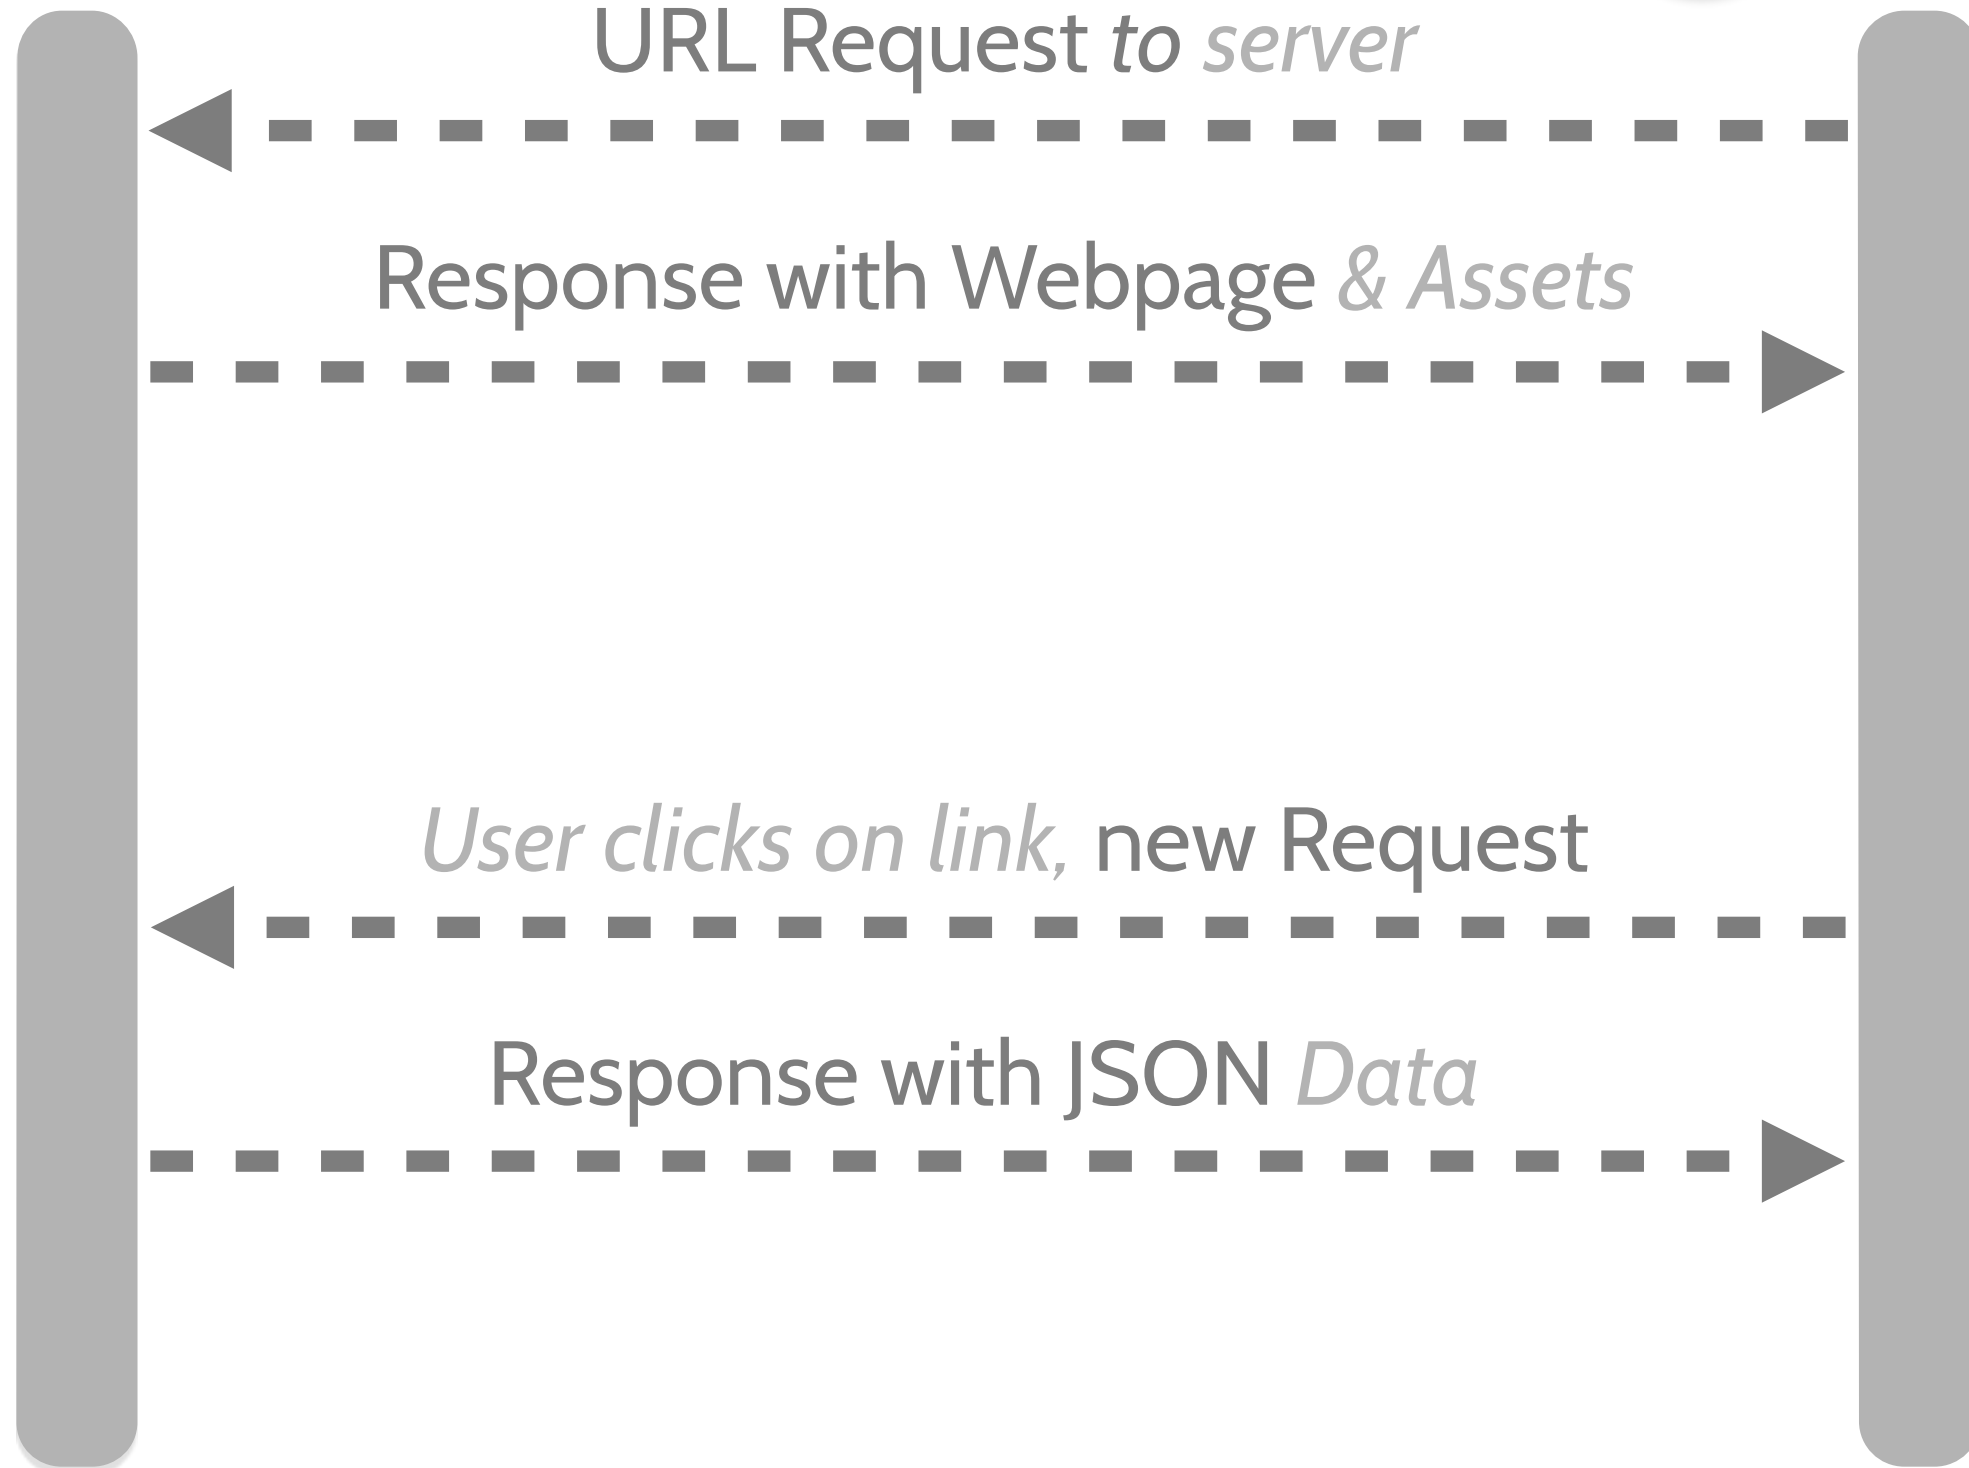 URL Request to server
Response with Webpage & Assets
User clicks on link, new Request
Response with JSON Data